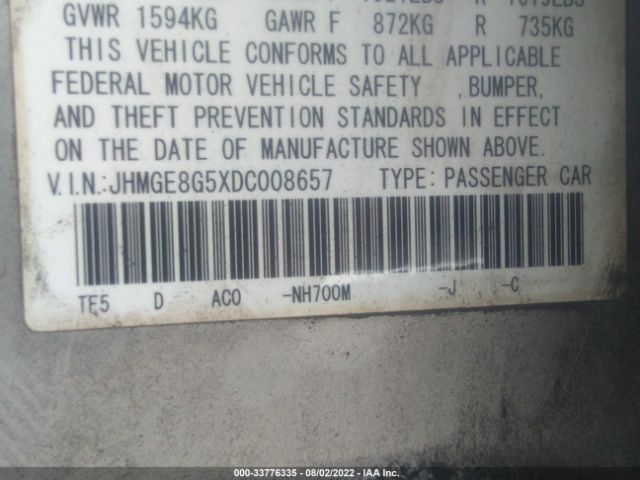 GVWR 1594KG GAWR F 872KG R 735KG
THIS VEHICLE CONFORMS TO ALL APPLICABLE
FEDERAL MOTOR VEHICLE SAFETY ,BUMPER,
AND THEFT PREVENTION STANDARDS IN EFFECT
ON THE DATE OF MANUFACTURE SHOWN ABOVE.
V.I.N.:JHMGE8G5XDC008657 TYPE:PASSENGER CAR
TF5 D AC0 -NH700M -J -C
000-33776335 - 08/02/2022 - IAA Inc.